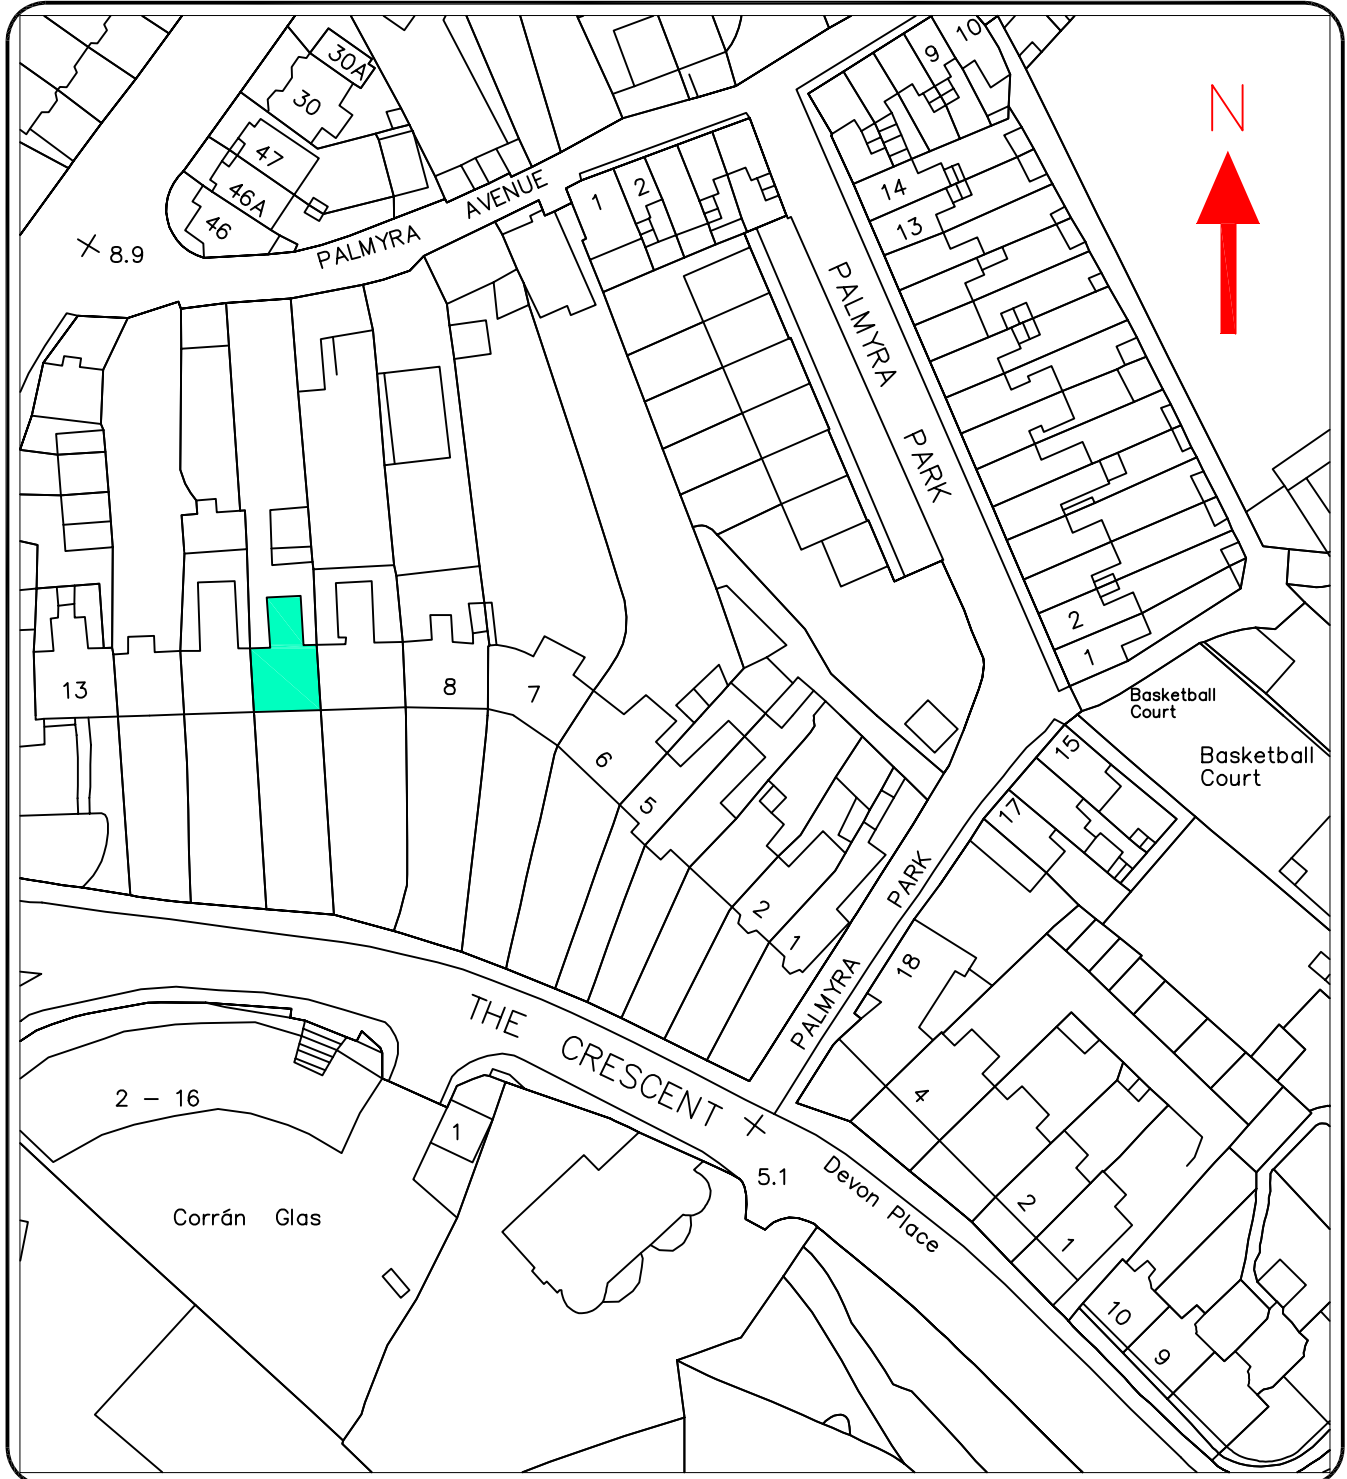 30A
30
47
46A
46
8.9
PALMYRA AVENUE
1
2
9
10
N
14
13
PALMYRA PARK
2
1
13
8
7
6
5
2
1
Basketball
Court
Basketball
Court
15
17
18
PALMYRA PARK
THE CRESCENT
2 – 16
1
5.1
Devon Place
4
2
1
10
9
Corrán Glas